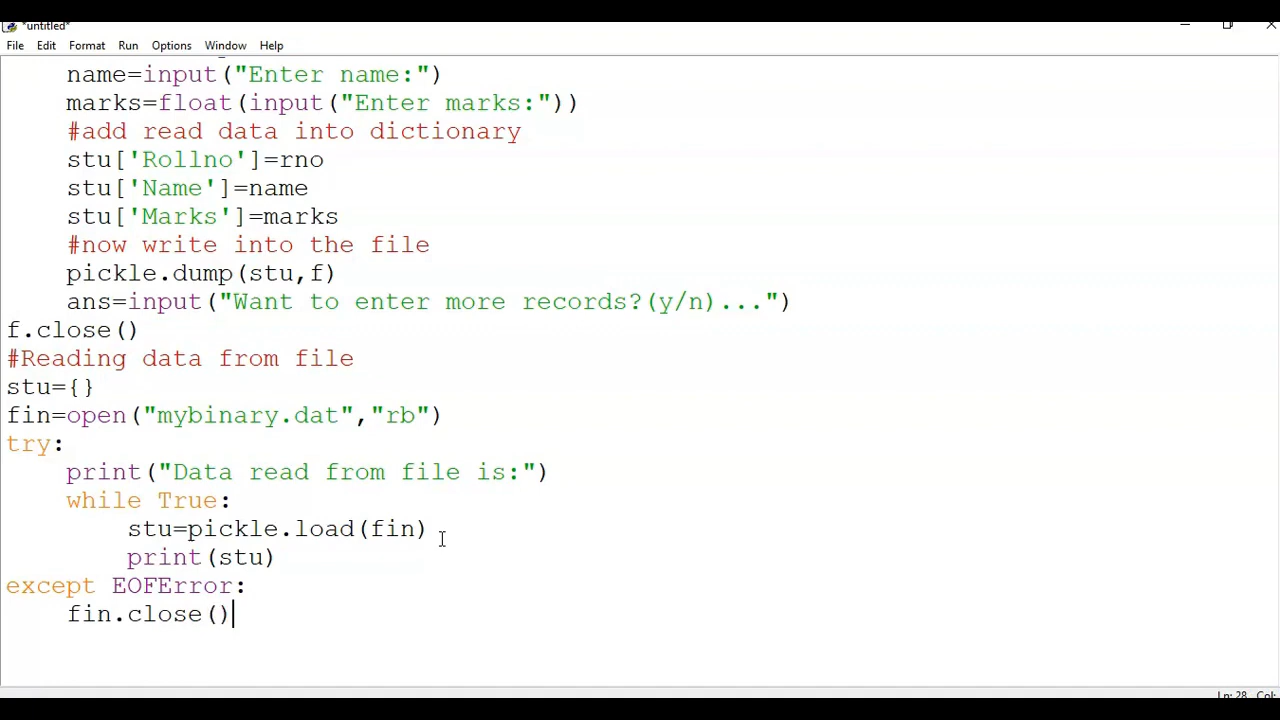 *untitled*
File Edit Format Run Options Window Help
    name=input("Enter name:")
    marks=float(input("Enter marks:"))
    #add read data into dictionary
    stu['Rollno']=rno
    stu['Name']=name
    stu['Marks']=marks
    #now write into the file
    pickle.dump(stu,f)
    ans=input("Want to enter more records?(y/n)...")
f.close()
#Reading data from file
stu={}
fin=open("mybinary.dat","rb")
try:
    print("Data read from file is:")
    while True:
        stu=pickle.load(fin)
        print(stu)
except EOFError:
    fin.close()
Ln: 28 Col: